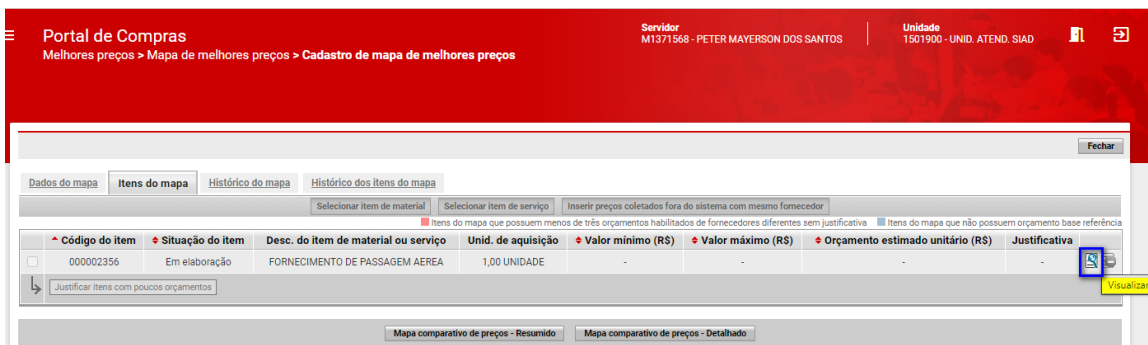 Portal de Compras
Melhores preços > Mapa de melhores preços > Cadastro de mapa de melhores preços
Servidor
M1371568 - PETER MAYERSON DOS SANTOS
Unidade
1501900 - UNID. ATEND. SIAD
Fechar
Dados do mapa Itens do mapa Histórico do mapa Histórico dos itens do mapa
Selecionar item de material Selecionar item de serviço Inserir preços coletados fora do sistema com mesmo fornecedor
Itens do mapa que possuem menos de três orçamentos habilitados de fornecedores diferentes sem justificativa Itens do mapa que não possuem orçamento base referência
Código do item Situação do item Desc. do item de material ou serviço Unid. de aquisição Valor mínimo (R$) Valor máximo (R$) Orçamento estimado unitário (R$) Justificativa
000002356 Em elaboração FORNECIMENTO DE PASSAGEM AEREA 1,00 UNIDADE - - - -
Justificar itens com poucos orçamentos
Visualizar
Mapa comparativo de preços - Resumido Mapa comparativo de preços - Detalhado